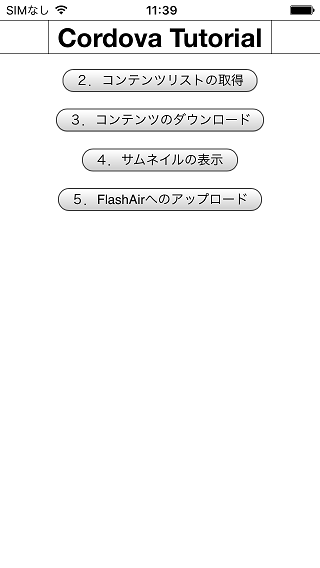 SIMなし 11:39
Cordova Tutorial
２．コンテンツリストの取得
３．コンテンツのダウンロード
４．サムネイルの表示
５．FlashAirへのアップロード